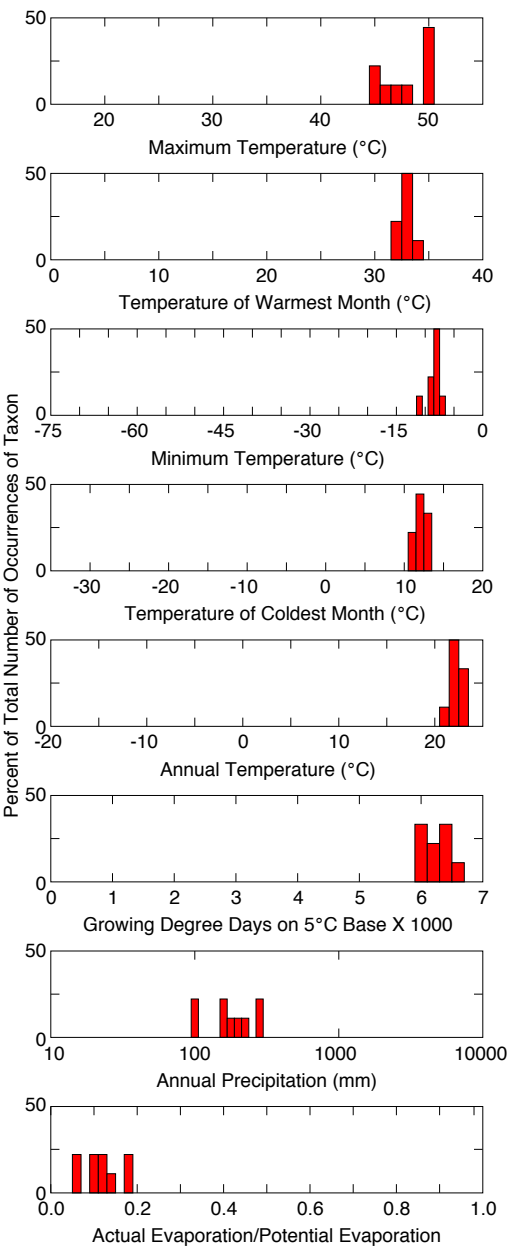 Percent of Total Number of Occurrences of Taxon
50
0
20 30 40 50
Maximum Temperature (°C)
50
0
0 10 20 30 40
Temperature of Warmest Month (°C)
50
0
-75 -60 -45 -30 -15 0
Minimum Temperature (°C)
50
0
-30 -20 -10 0 10 20
Temperature of Coldest Month (°C)
50
0
-20 -10 0 10 20
Annual Temperature (°C)
50
0
0 1 2 3 4 5 6 7
Growing Degree Days on 5°C Base X 1000
50
0
10 100 1000 10000
Annual Precipitation (mm)
50
0
0.0 0.2 0.4 0.6 0.8 1.0
Actual Evaporation/Potential Evaporation